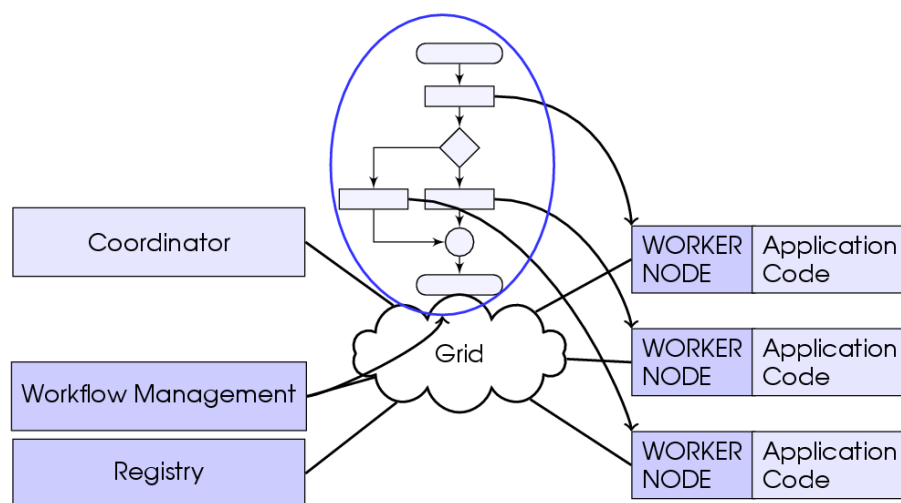 Coordinator
Workflow Management
Registry
Grid
WORKER
NODE
Application
Code
WORKER
NODE
Application
Code
WORKER
NODE
Application
Code